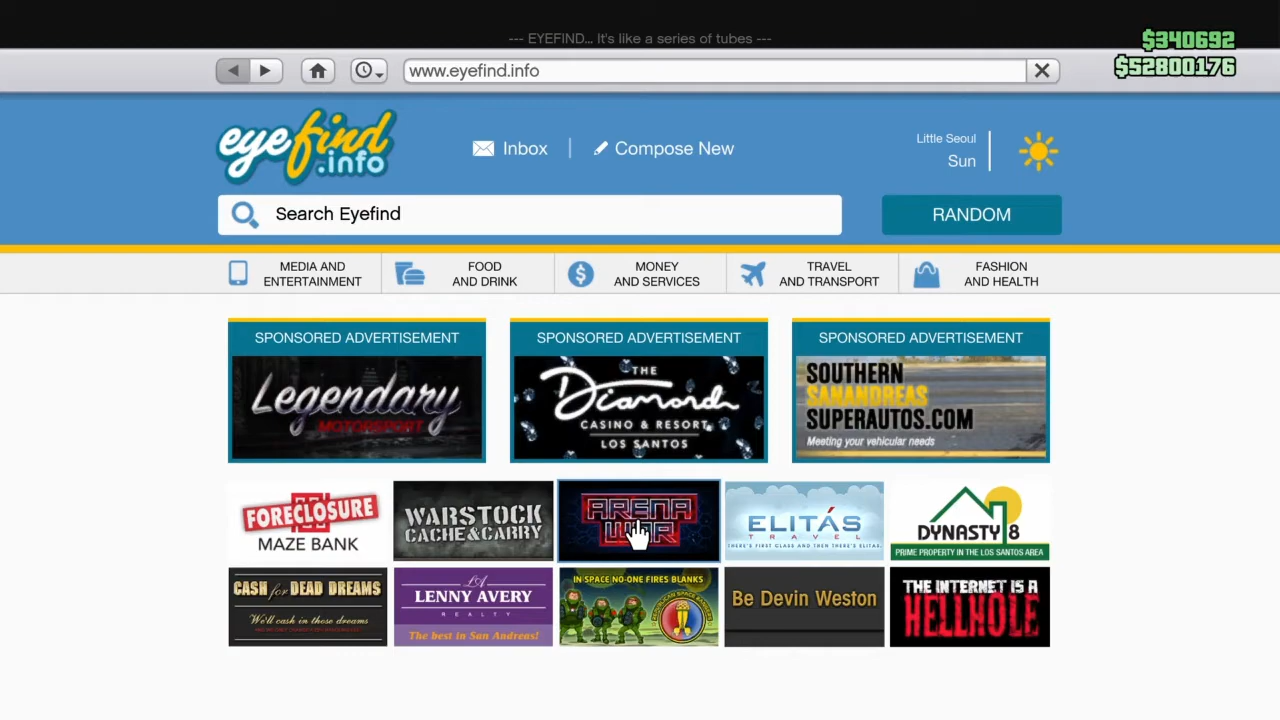 --- EYEFIND... It's like a series of tubes ---
$340692
$52800176
www.eyefind.info
eyefind
.info
Inbox
Compose New
Little Seoul
Sun
Search Eyefind
RANDOM
MEDIA AND
ENTERTAINMENT
FOOD
AND DRINK
MONEY
AND SERVICES
TRAVEL
AND TRANSPORT
FASHION
AND HEALTH
SPONSORED ADVERTISEMENT
Legendary
MOTORSPORT
SPONSORED ADVERTISEMENT
THE
Diamond
CASINO & RESORT
LOS SANTOS
SPONSORED ADVERTISEMENT
SOUTHERN
SANANDREAS
SUPERAUTOS.COM
Meeting your vehicular needs
FORECLOSURE
MAZE BANK
WARSTOCK
CACHE&CARRY
ARENA
WAR
ELITÁS
TRAVEL
THERE'S FIRST CLASS AND THEN THERE'S ELITAS.
DYNASTY 8
PRIME PROPERTY IN THE LOS SANTOS AREA
CASH for DEAD DREAMS
We'll cash in those dreams
LA
LENNY AVERY
REALTY
The best in San Andreas!
IN SPACE NO-ONE FIRES BLANKS
Be Devin Weston
THE INTERNET IS A
HELLHOLE